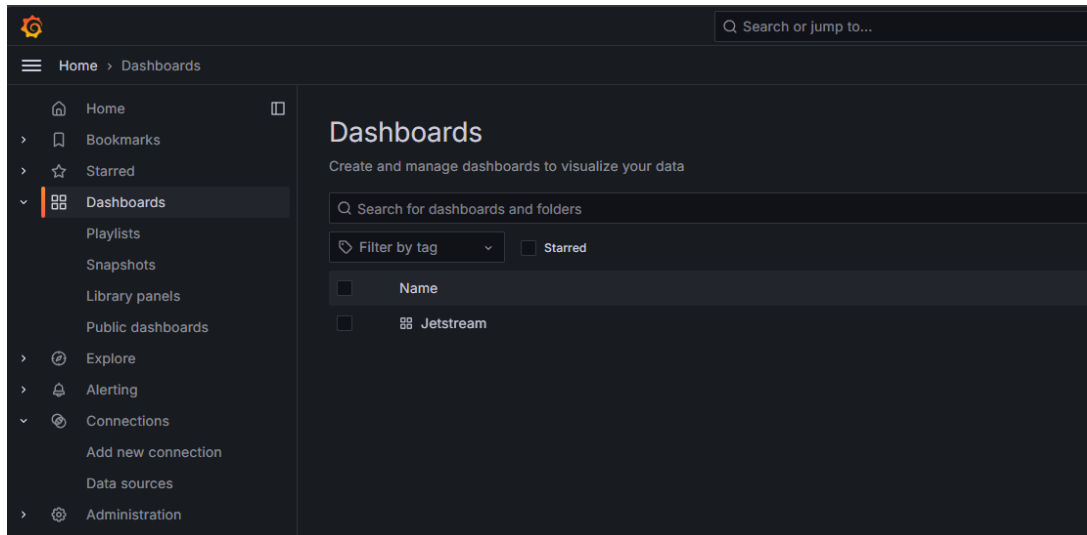 Search or jump to...
Home › Dashboards
Home
Bookmarks
Starred
Dashboards
Playlists
Snapshots
Library panels
Public dashboards
Explore
Alerting
Connections
Add new connection
Data sources
Administration
Dashboards
Create and manage dashboards to visualize your data
Search for dashboards and folders
Filter by tag
Starred
Name
Jetstream